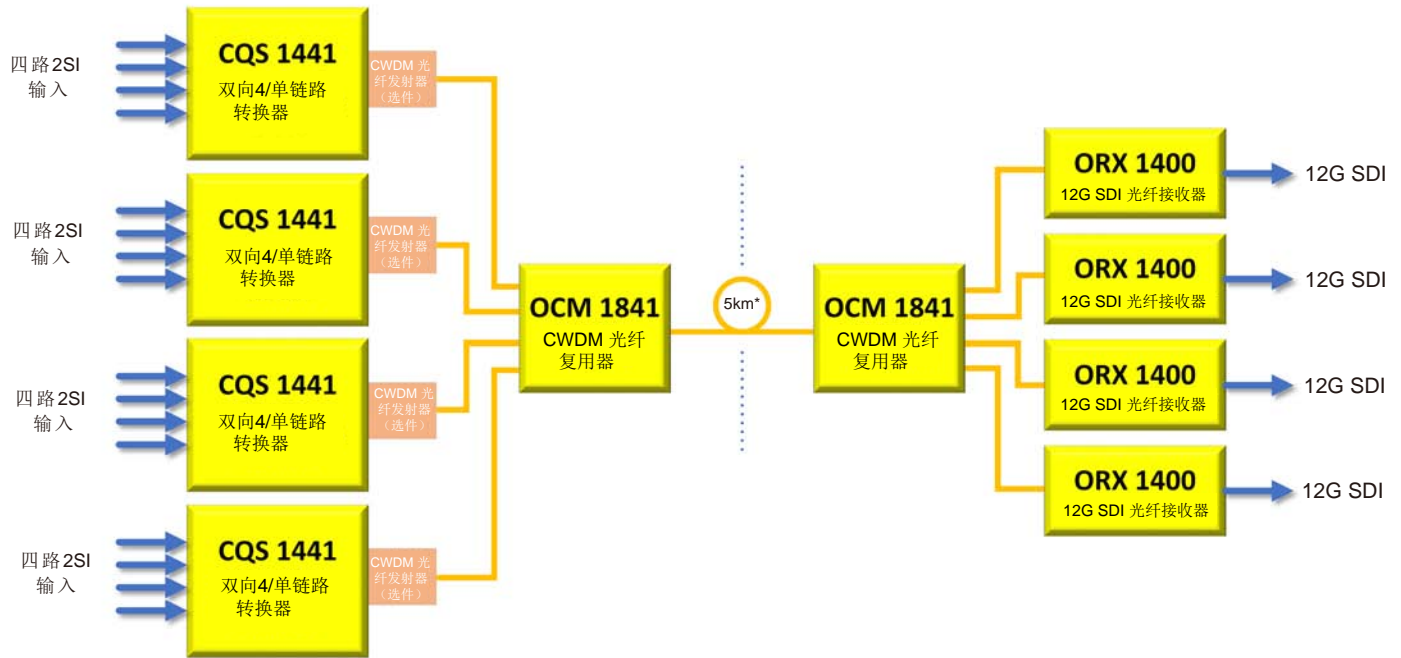 四路2SI
输入
CQS 1441
双向4/单链路
转换器
CWDM 光
纤发射器
（选件）
四路2SI
输入
CQS 1441
双向4/单链路
转换器
CWDM 光
纤发射器
（选件）
四路2SI
输入
CQS 1441
双向4/单链路
转换器
CWDM 光
纤发射器
（选件）
四路2SI
输入
CQS 1441
双向4/单链路
转换器
CWDM 光
纤发射器
（选件）
OCM 1841
CWDM 光纤
复用器
5km*
OCM 1841
CWDM 光纤
复用器
ORX 1400
12G SDI 光纤接收器
12G SDI
ORX 1400
12G SDI 光纤接收器
12G SDI
ORX 1400
12G SDI 光纤接收器
12G SDI
ORX 1400
12G SDI 光纤接收器
12G SDI